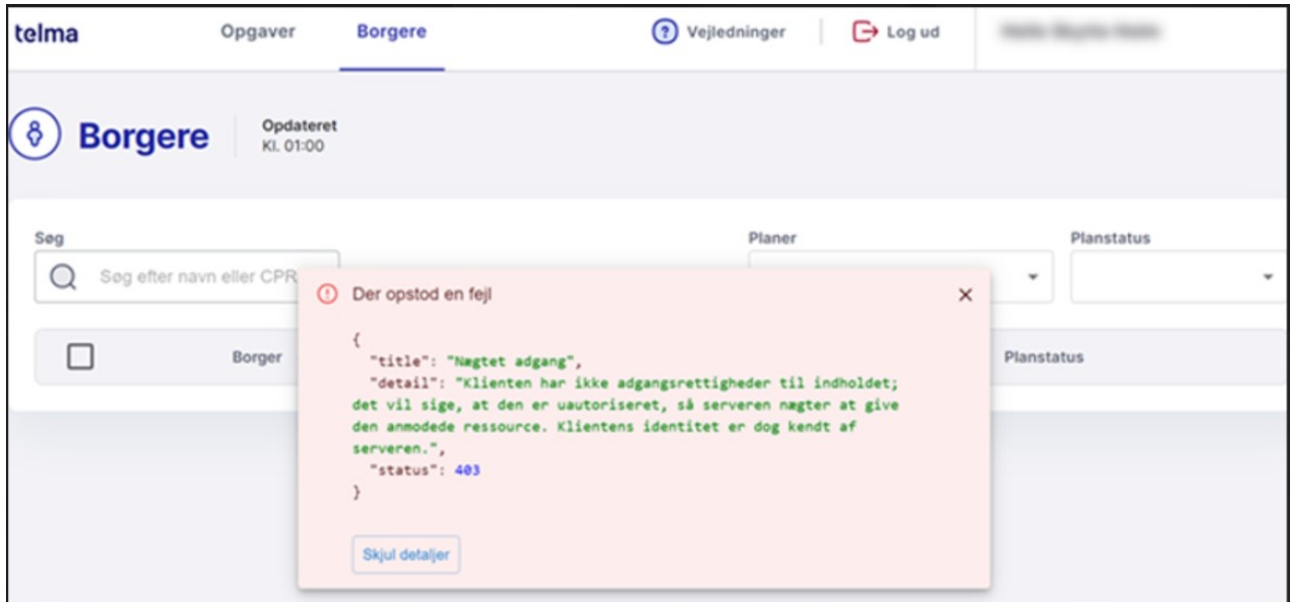 telma
Opgaver
Borgere
Vejledninger
Log ud
Borgere
Opdateret
Kl. 01:00
Søg
Søg efter navn eller CPR
Planer
Planstatus
Borger
Planstatus
Der opstod en fejl
{
"title": "Nægtet adgang",
"detail": "Klienten har ikke adgangsrettigheder til indholdet;
det vil sige, at den er uautoriseret, så serveren nægter at give
den anmodede ressource. Klientens identitet er dog kendt af
serveren.",
"status": 403
}
Skjul detaljer